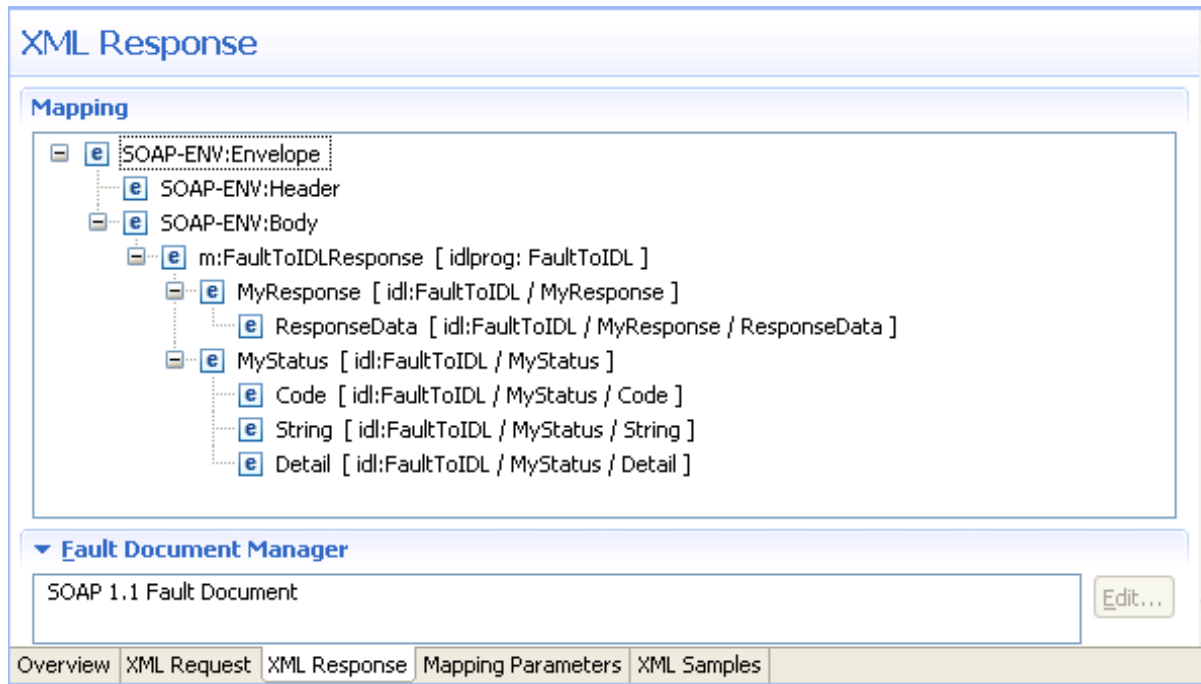 XML Response
Mapping
SOAP-ENV:Envelope
SOAP-ENV:Header
SOAP-ENV:Body
m:FaultToIDLResponse [ idlprog: FaultToIDL ]
MyResponse [ idl:FaultToIDL / MyResponse ]
ResponseData [ idl:FaultToIDL / MyResponse / ResponseData ]
MyStatus [ idl:FaultToIDL / MyStatus ]
Code [ idl:FaultToIDL / MyStatus / Code ]
String [ idl:FaultToIDL / MyStatus / String ]
Detail [ idl:FaultToIDL / MyStatus / Detail ]
Fault Document Manager
SOAP 1.1 Fault Document
Edit...
Overview XML Request XML Response Mapping Parameters XML Samples